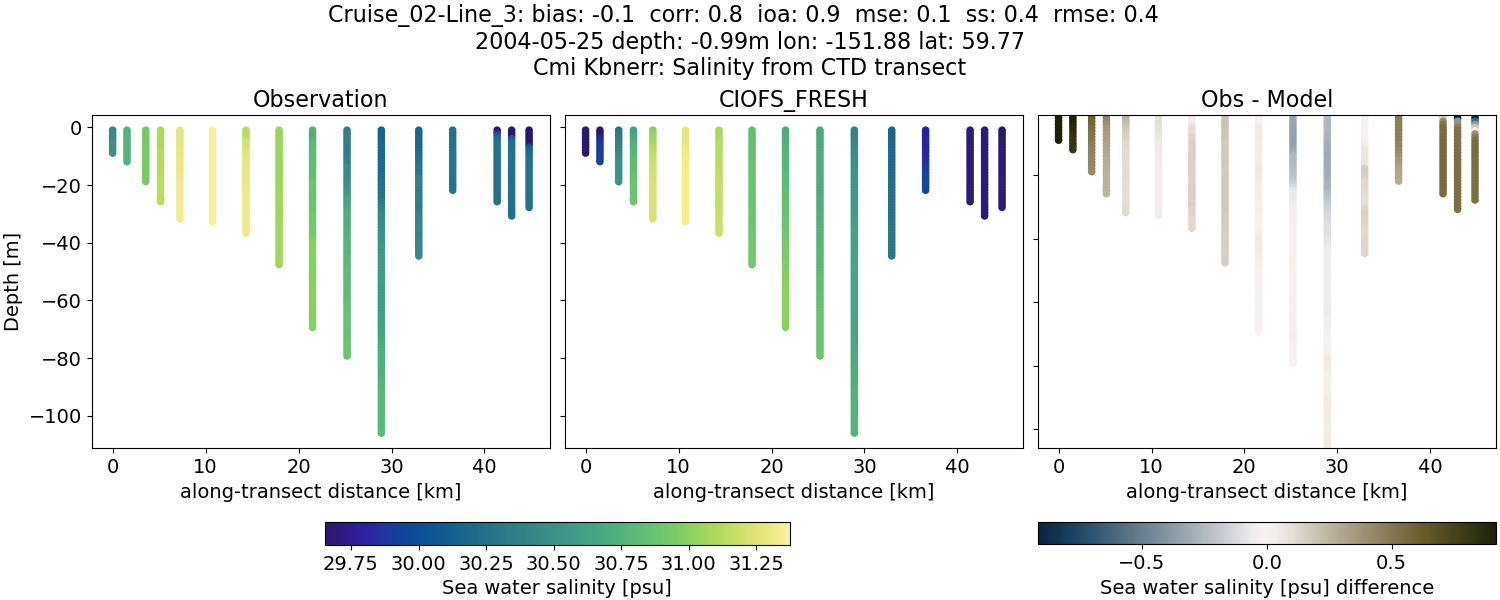 Cruise_02-Line_3: bias: -0.1  corr: 0.8  ioa: 0.9  mse: 0.1  ss: 0.4  rmse: 0.4
2004-05-25 depth: -0.99m lon: -151.88 lat: 59.77
Cmi Kbnerr: Salinity from CTD transect
Observation
CIOFS_FRESH
Obs - Model
Depth [m]
0
−20
−40
−60
−80
−100
0 10 20 30 40
0 10 20 30 40
0 10 20 30 40
along-transect distance [km]
along-transect distance [km]
along-transect distance [km]
29.75 30.00 30.25 30.50 30.75 31.00 31.25
Sea water salinity [psu]
−0.5 0.0 0.5
Sea water salinity [psu] difference